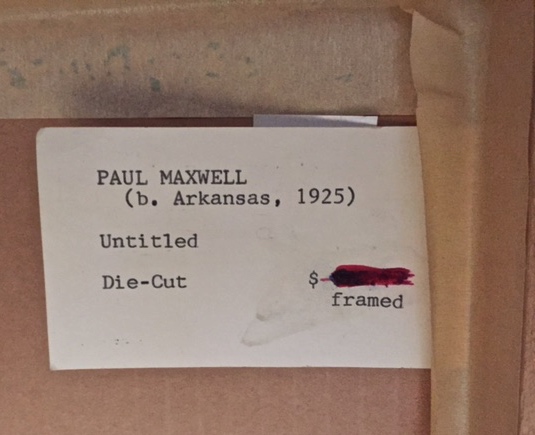 PAUL MAXWELL
(b. Arkansas, 1925)
Untitled
Die-Cut
$
framed